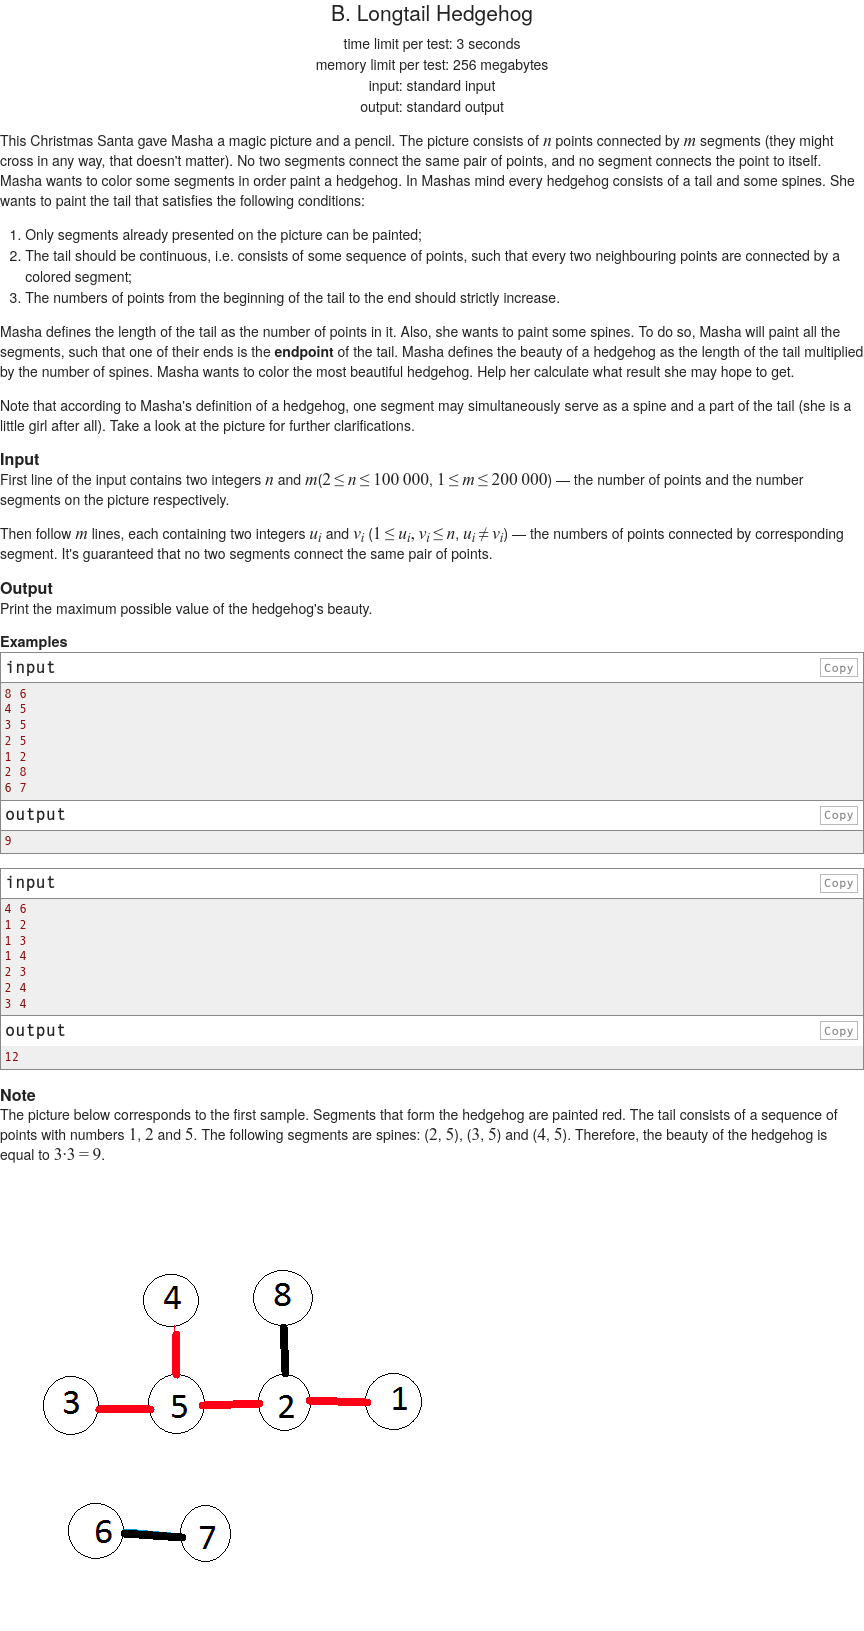 B. Longtail Hedgehog
time limit per test: 3 seconds
memory limit per test: 256 megabytes
input: standard input
output: standard output
This Christmas Santa gave Masha a magic picture and a pencil. The picture consists of n points connected by m segments (they might
cross in any way, that doesn't matter). No two segments connect the same pair of points, and no segment connects the point to itself.
Masha wants to color some segments in order paint a hedgehog. In Mashas mind every hedgehog consists of a tail and some spines. She
wants to paint the tail that satisfies the following conditions:
1. Only segments already presented on the picture can be painted;
2. The tail should be continuous, i.e. consists of some sequence of points, such that every two neighbouring points are connected by a
colored segment;
3. The numbers of points from the beginning of the tail to the end should strictly increase.
Masha defines the length of the tail as the number of points in it. Also, she wants to paint some spines. To do so, Masha will paint all the
segments, such that one of their ends is the endpoint of the tail. Masha defines the beauty of a hedgehog as the length of the tail multiplied
by the number of spines. Masha wants to color the most beautiful hedgehog. Help her calculate what result she may hope to get.
Note that according to Masha's definition of a hedgehog, one segment may simultaneously serve as a spine and a part of the tail (she is a
little girl after all). Take a look at the picture for further clarifications.
Input
First line of the input contains two integers n and m(2 ≤ n ≤ 100 000, 1 ≤ m ≤ 200 000) — the number of points and the number
segments on the picture respectively.
Then follow m lines, each containing two integers u_i and v_i (1 ≤ u_i, v_i ≤ n, u_i ≠ v_i) — the numbers of points connected by corresponding
segment. It's guaranteed that no two segments connect the same pair of points.
Output
Print the maximum possible value of the hedgehog's beauty.
Examples
input Copy
8 6
4 5
3 5
2 5
1 2
2 8
6 7
output Copy
9
input Copy
4 6
1 2
1 3
1 4
2 3
2 4
3 4
output Copy
12
Note
The picture below corresponds to the first sample. Segments that form the hedgehog are painted red. The tail consists of a sequence of
points with numbers 1, 2 and 5. The following segments are spines: (2, 5), (3, 5) and (4, 5). Therefore, the beauty of the hedgehog is
equal to 3·3 = 9.
4 8
3 5 2 1
6 7